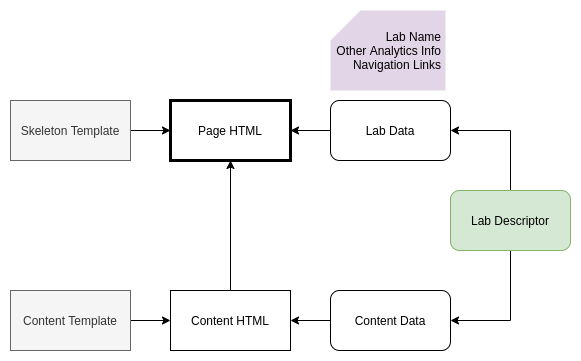 Lab Name
Other Analytics Info
Navigation Links
Skeleton Template
Page HTML
Lab Data
Lab Descriptor
Content Template
Content HTML
Content Data